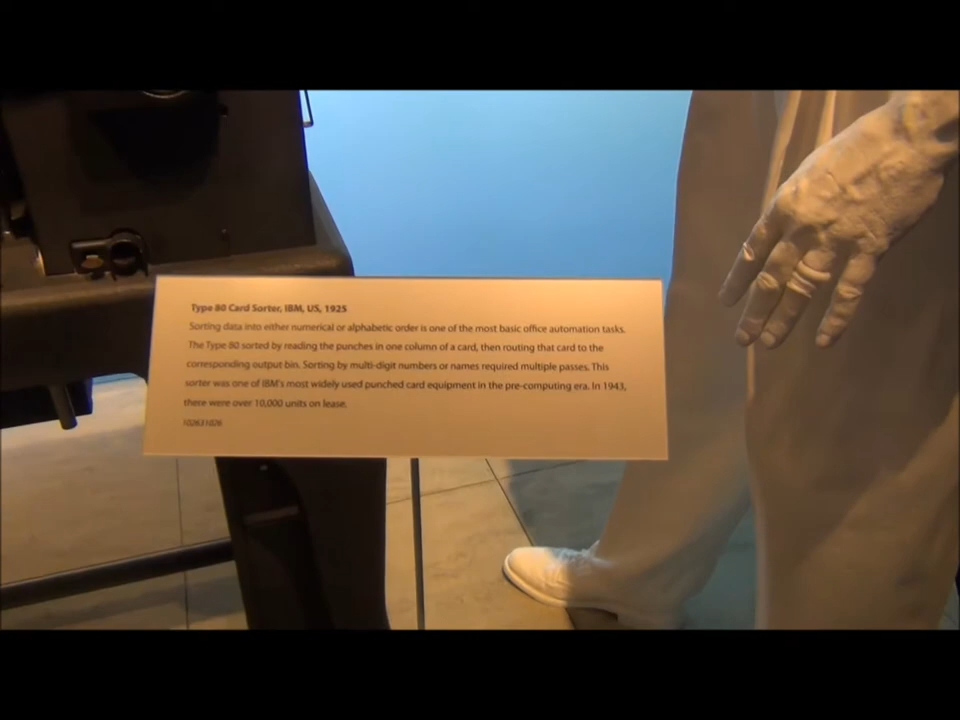 Type 80 Card Sorter, IBM, US, 1925
Sorting data into either numerical or alphabetic order is one of the most basic office automation tasks.
The Type 80 sorted by reading the punches in one column of a card, then routing that card to the
corresponding output bin. Sorting by multi-digit numbers or names required multiple passes. This
sorter was one of IBM's most widely used punched card equipment in the pre-computing era. In 1943,
there were over 10,000 units on lease.
102631026